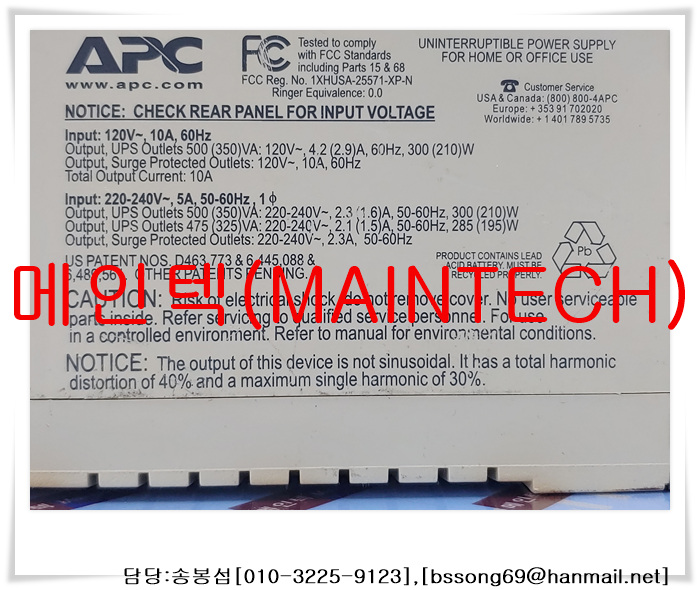 APC
www.apc.com
FC
Tested to comply
with FCC Standards
including Parts 15 & 68
FCC Reg. No. 1XHUSA-25571-XP-N
Ringer Equivalence: 0.0
UNINTERRUPTIBLE POWER SUPPLY
FOR HOME OR OFFICE USE
Customer Service
USA & Canada: (800) 800-4APC
Europe: + 353 91 702020
Worldwide: + 1 401 789 5735
NOTICE: CHECK REAR PANEL FOR INPUT VOLTAGE
Input: 120V~, 10A, 60Hz
Output, UPS Outlets 500 (350)VA: 120V~, 4.2 (2.9)A, 60Hz, 300 (210)W
Output, Surge Protected Outlets: 120V~, 10A, 60Hz
Total Output Current: 10A
Input: 220-240V~, 5A, 50-60Hz, 1 ϕ
Output, UPS Outlets 500 (350)VA: 220-240V~, 2.3 (1.6)A, 50-60Hz, 300 (210)W
Output, UPS Outlets 475 (325)VA: 220-240V~, 2.1 (1.5)A, 50-60Hz, 285 (195)W
Output, Surge Protected Outlets: 220-240V~, 2.3A, 50-60Hz
US PATENT NOS. D463,773 & 6,445,088 &
OTHER PATENTS PENDING.
PRODUCT CONTAINS LEAD
ACID BATTERY. MUST BE
RECYCLED PROPERLY.
Pb
메인텍(MAINTECH)
CAUTION: Risk of electrical shock, do not remove cover. No user serviceable
parts inside. Refer servicing to qualified service personnel. For use
in a controlled environment. Refer to manual for environmental conditions.
NOTICE: The output of this device is not sinusoidal. It has a total harmonic
distortion of 40% and a maximum single harmonic of 30%.
담당:송봉섬[010-3225-9123],[bssong69@hanmail.net]